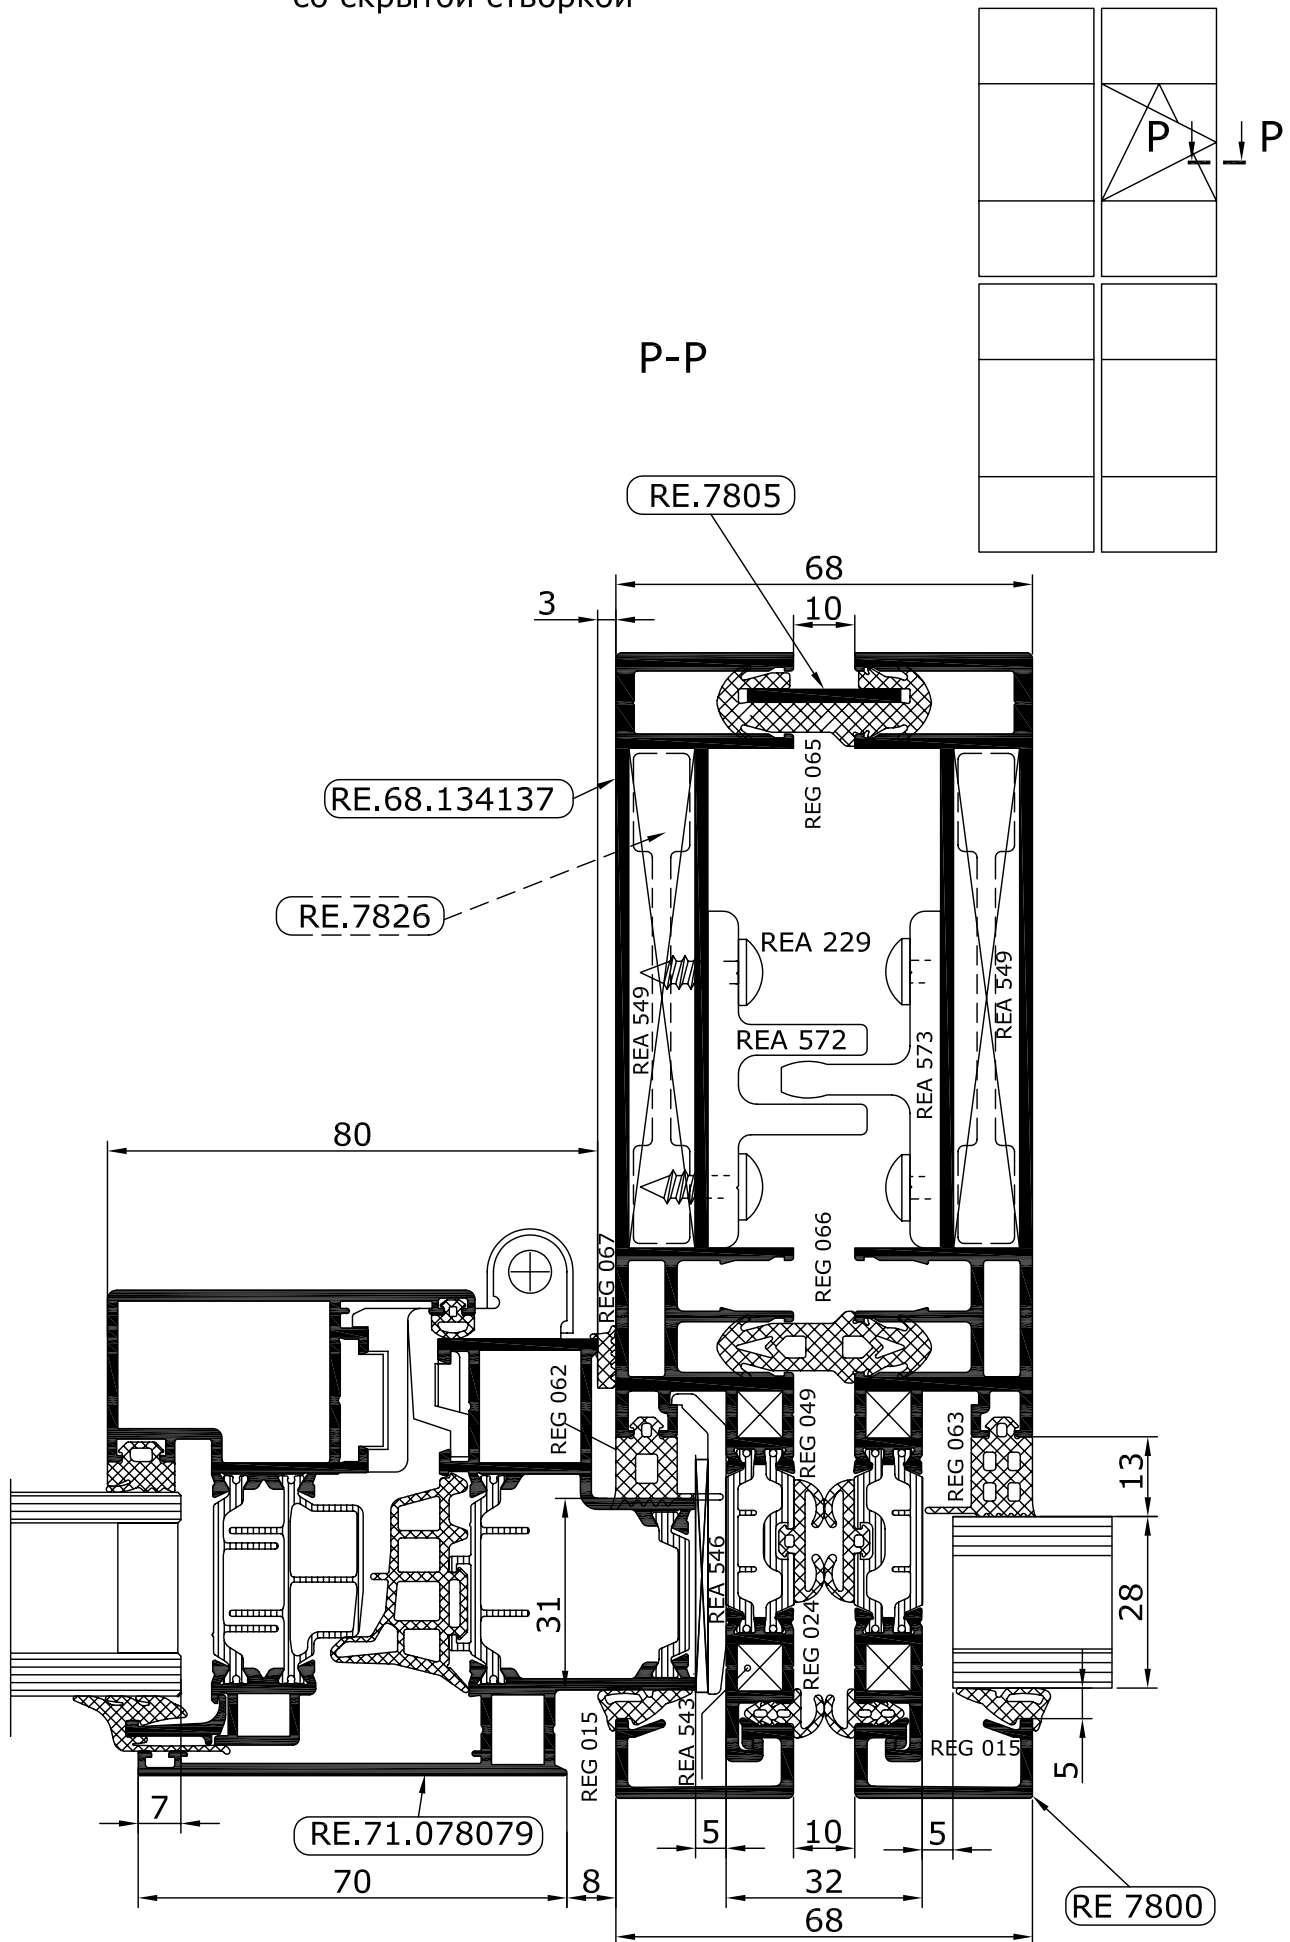 со скрытой створкой
P P
P-P
RE.7805
68
3
10
REG 065
RE.68.134137
RE.7826
REA 229
REA 549
REA 549
REA 572
REA 573
80
REG 067
REG 066
REG 062
REG 049
REG 063
13
31
REA 546
28
REG 024
REG 015
REA 543
REG 015
5
7
RE.71.078079
5
10
5
70
8
32
RE 7800
68